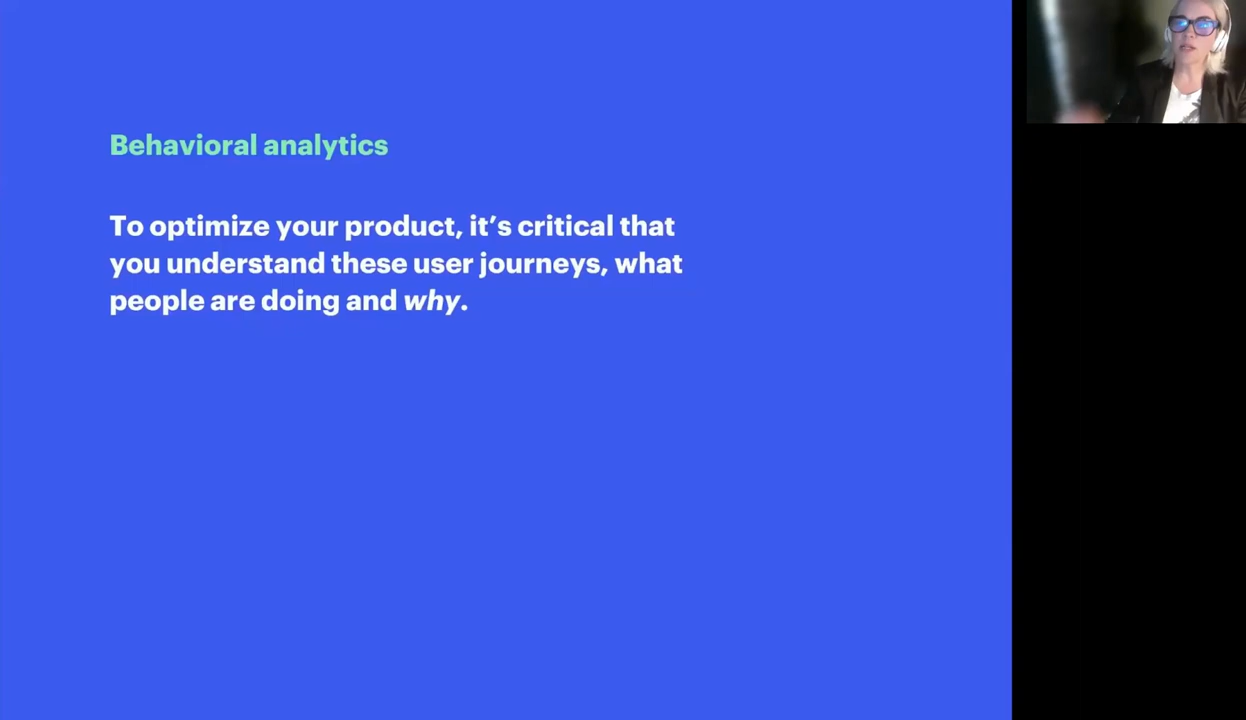 Behavioral analytics
To optimize your product, it’s critical that
you understand these user journeys, what
people are doing and why.